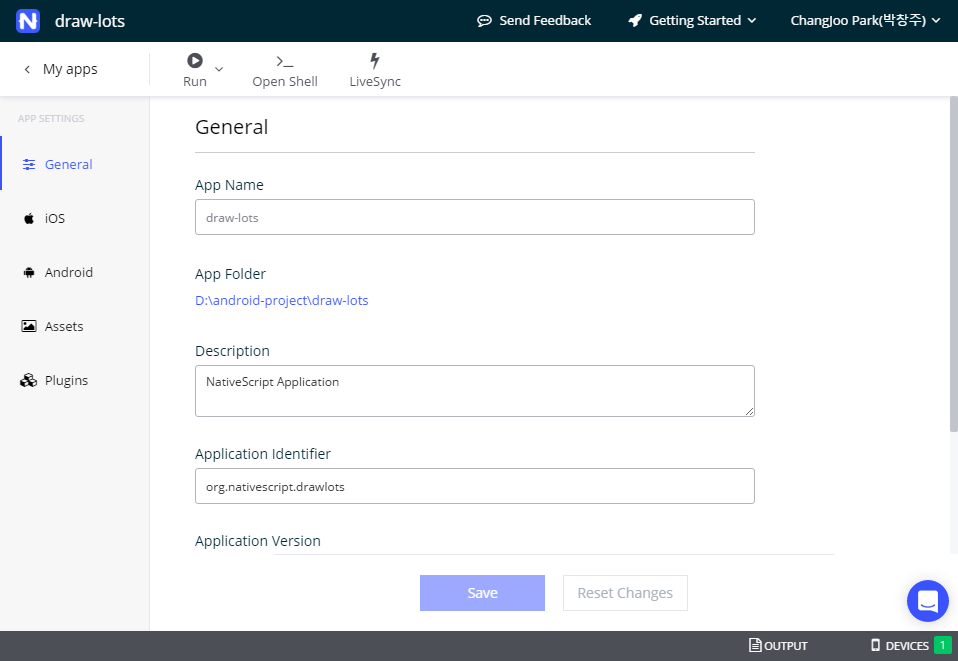 draw-lots
Send Feedback
Getting Started
ChangJoo Park(박창주)
My apps
Run
Open Shell
LiveSync
APP SETTINGS
General
iOS
Android
Assets
Plugins
General
App Name
draw-lots
App Folder
D:\android-project\draw-lots
Description
NativeScript Application
Application Identifier
org.nativescript.drawlots
Application Version
Save
Reset Changes
OUTPUT
DEVICES 1